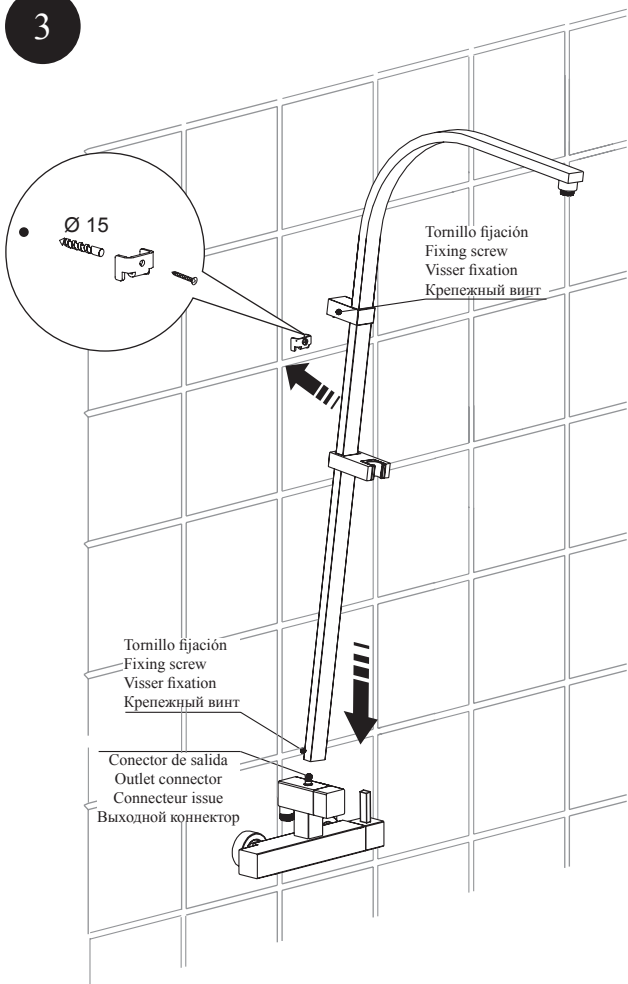 3
Ø 15
Tornillo fijación
Fixing screw
Visser fixation
Крепежный винт
Tornillo fijación
Fixing screw
Visser fixation
Крепежный винт
Conector de salida
Outlet connector
Connecteur issue
Выходной коннектор